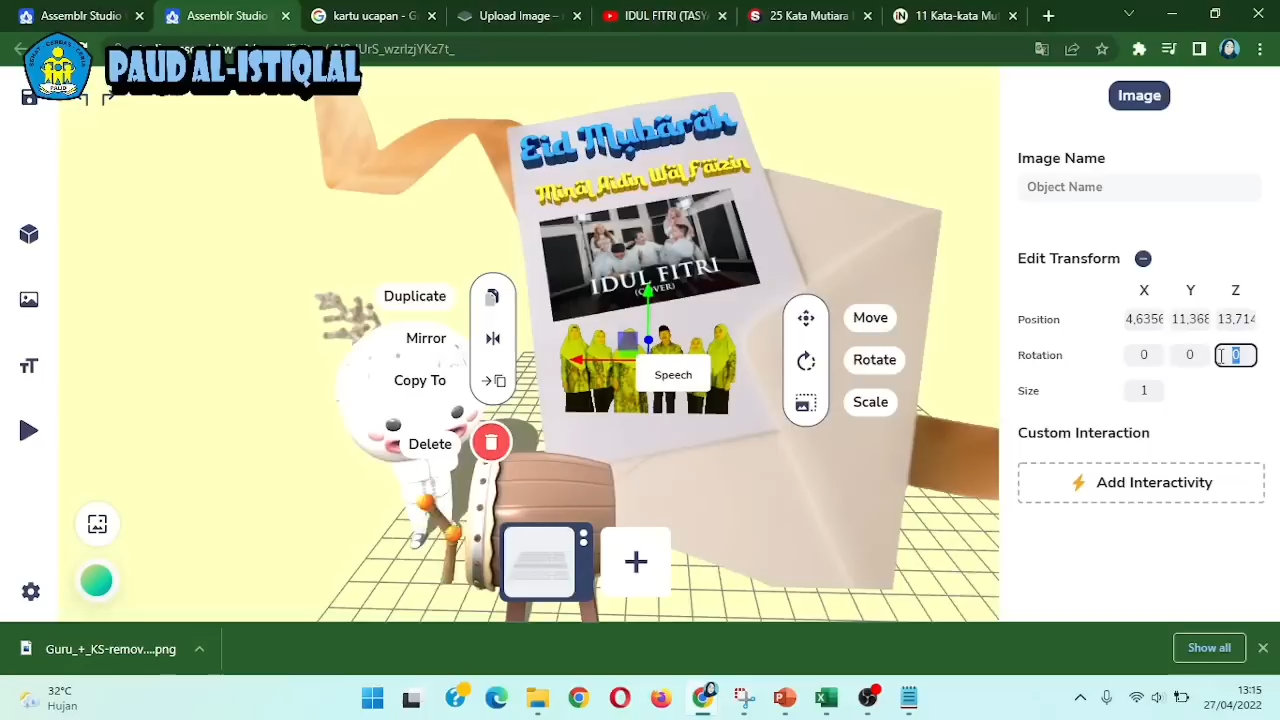 Assemblr Studio
Assemblr Studio
kartu ucapan - G
Upload Image –
IDUL FITRI (TASY
25 Kata Mutiara
11 Kata-kata Mu
PAUD AL-ISTIQLAL
Image
Image Name
Object Name
Edit Transform
X Y Z
Position 4,6356 11,368 13,714
Rotation 0 0 0
Size 1
Custom Interaction
Add Interactivity
Eid Mubarak
Minal Aidin Wal Faizin
IDUL FITRI
(COVER)
Speech
Duplicate
Mirror
Copy To
Delete
Move
Rotate
Scale
Guru_+_KS-remov....png
Show all
32°C
Hujan
13:15
27/04/2022